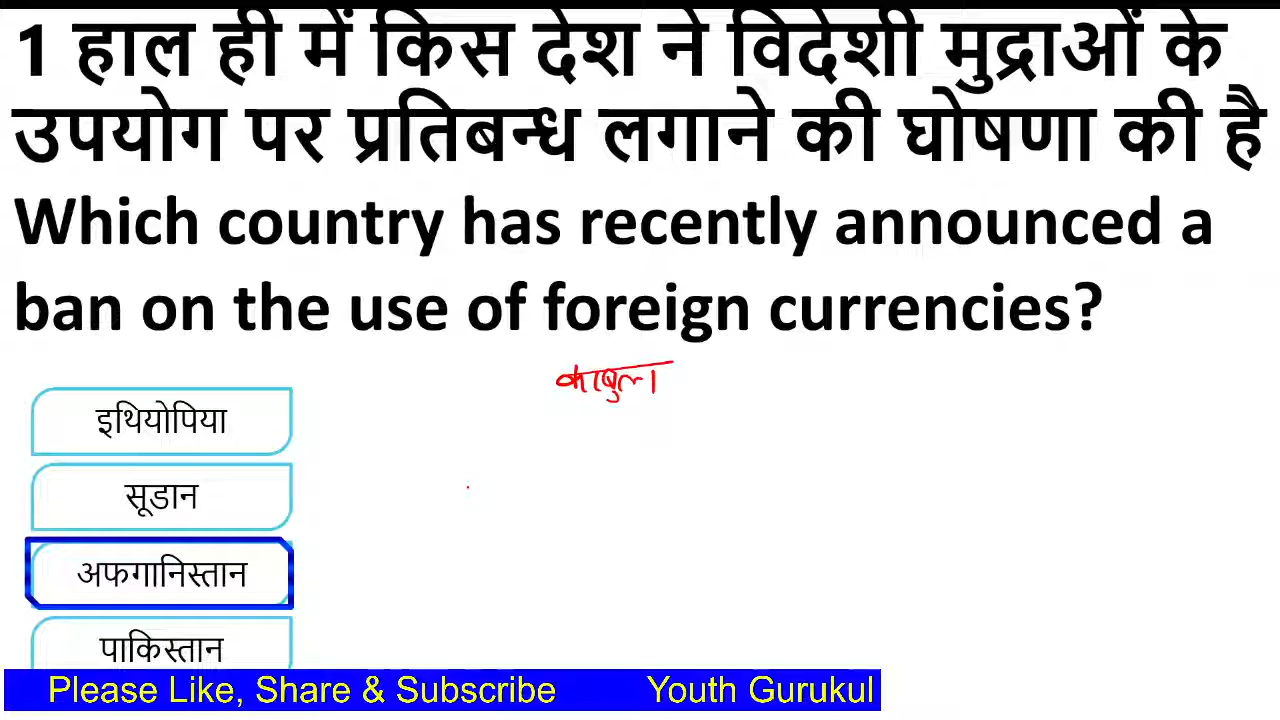 1 हाल ही में किस देश ने विदेशी मुद्राओं के
उपयोग पर प्रतिबन्ध लगाने की घोषणा की है
Which country has recently announced a
ban on the use of foreign currencies?
काबुल
इथियोपिया
सूडान
अफगानिस्तान
पाकिस्तान
Please Like, Share & Subscribe Youth Gurukul